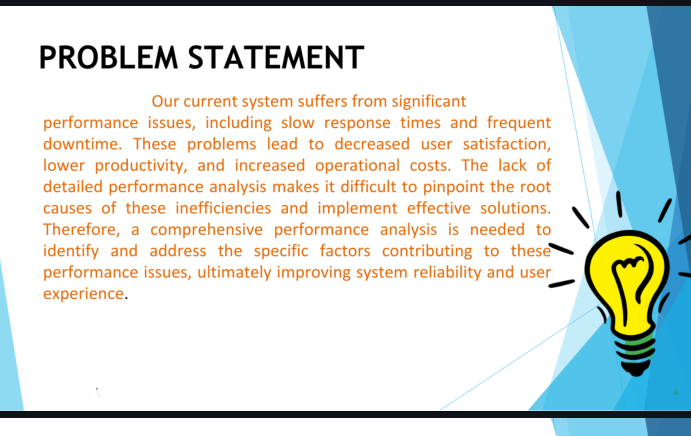 PROBLEM STATEMENT
Our current system suffers from significant
performance issues, including slow response times and frequent
downtime. These problems lead to decreased user satisfaction,
lower productivity, and increased operational costs. The lack of
detailed performance analysis makes it difficult to pinpoint the root
causes of these inefficiencies and implement effective solutions.
Therefore, a comprehensive performance analysis is needed to
identify and address the specific factors contributing to these
performance issues, ultimately improving system reliability and user
experience.